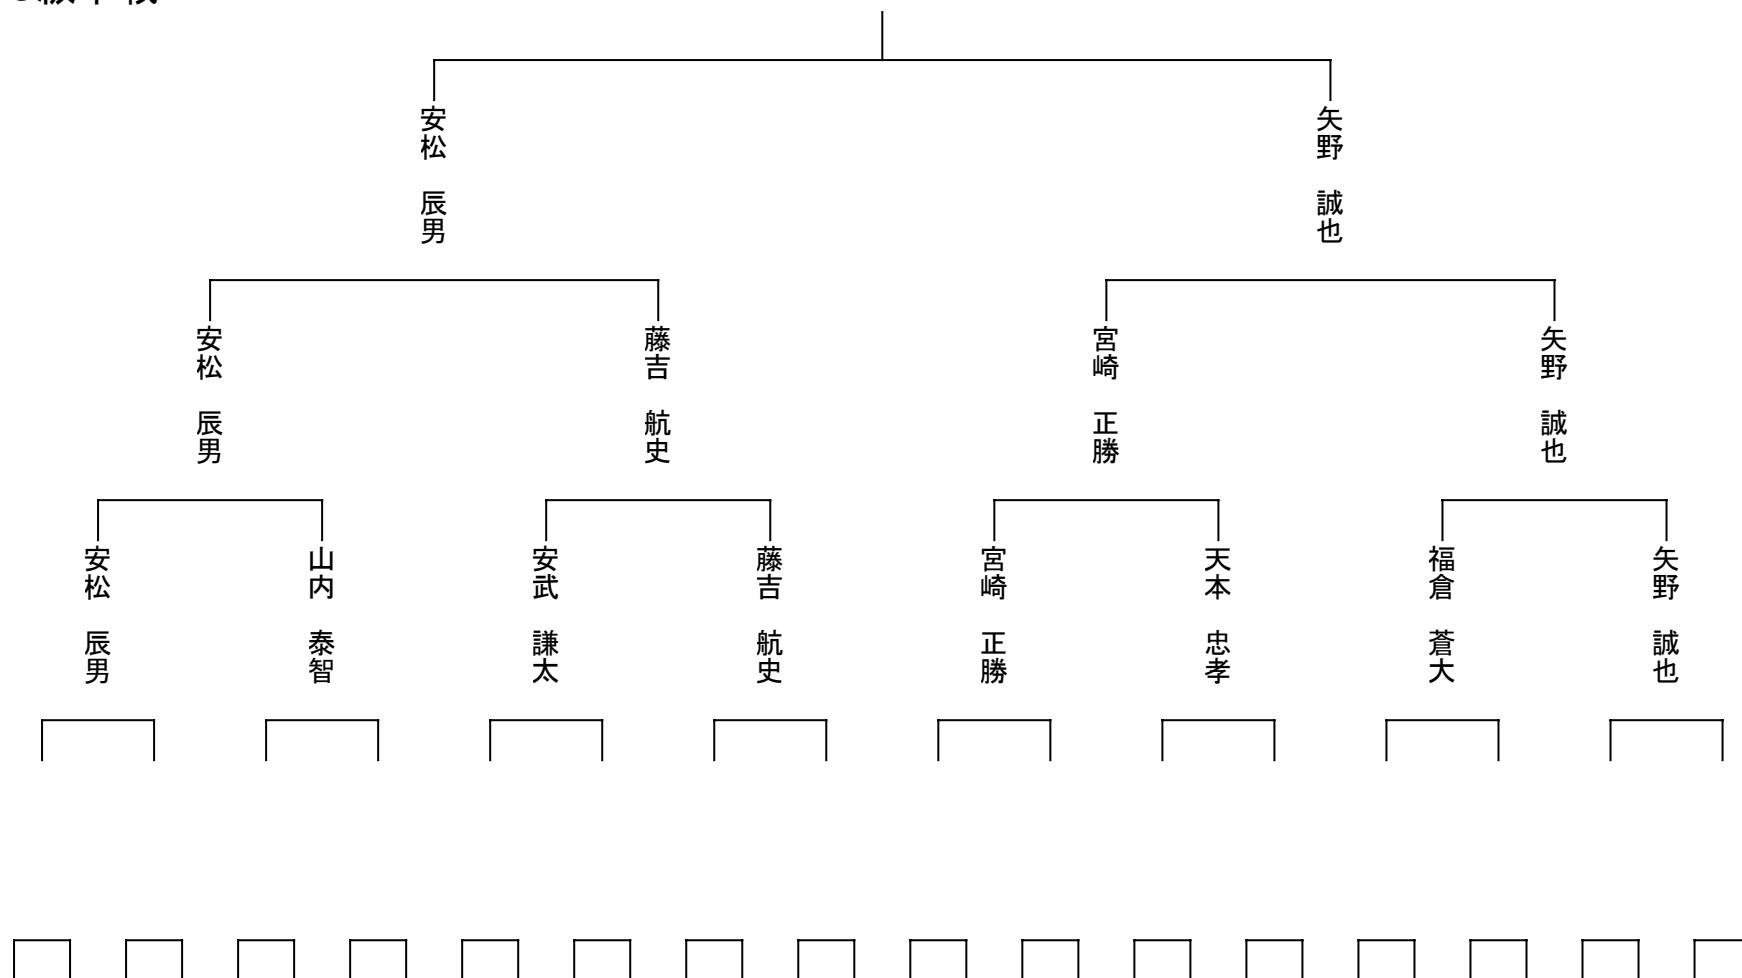 安松 辰男
矢野 誠也
安松 辰男
藤吉 航史
宮崎 正勝
矢野 誠也
安松 辰男
山内 泰智
安武 謙太
藤吉 航史
宮崎 正勝
天本 忠孝
福倉 蒼大
矢野 誠也